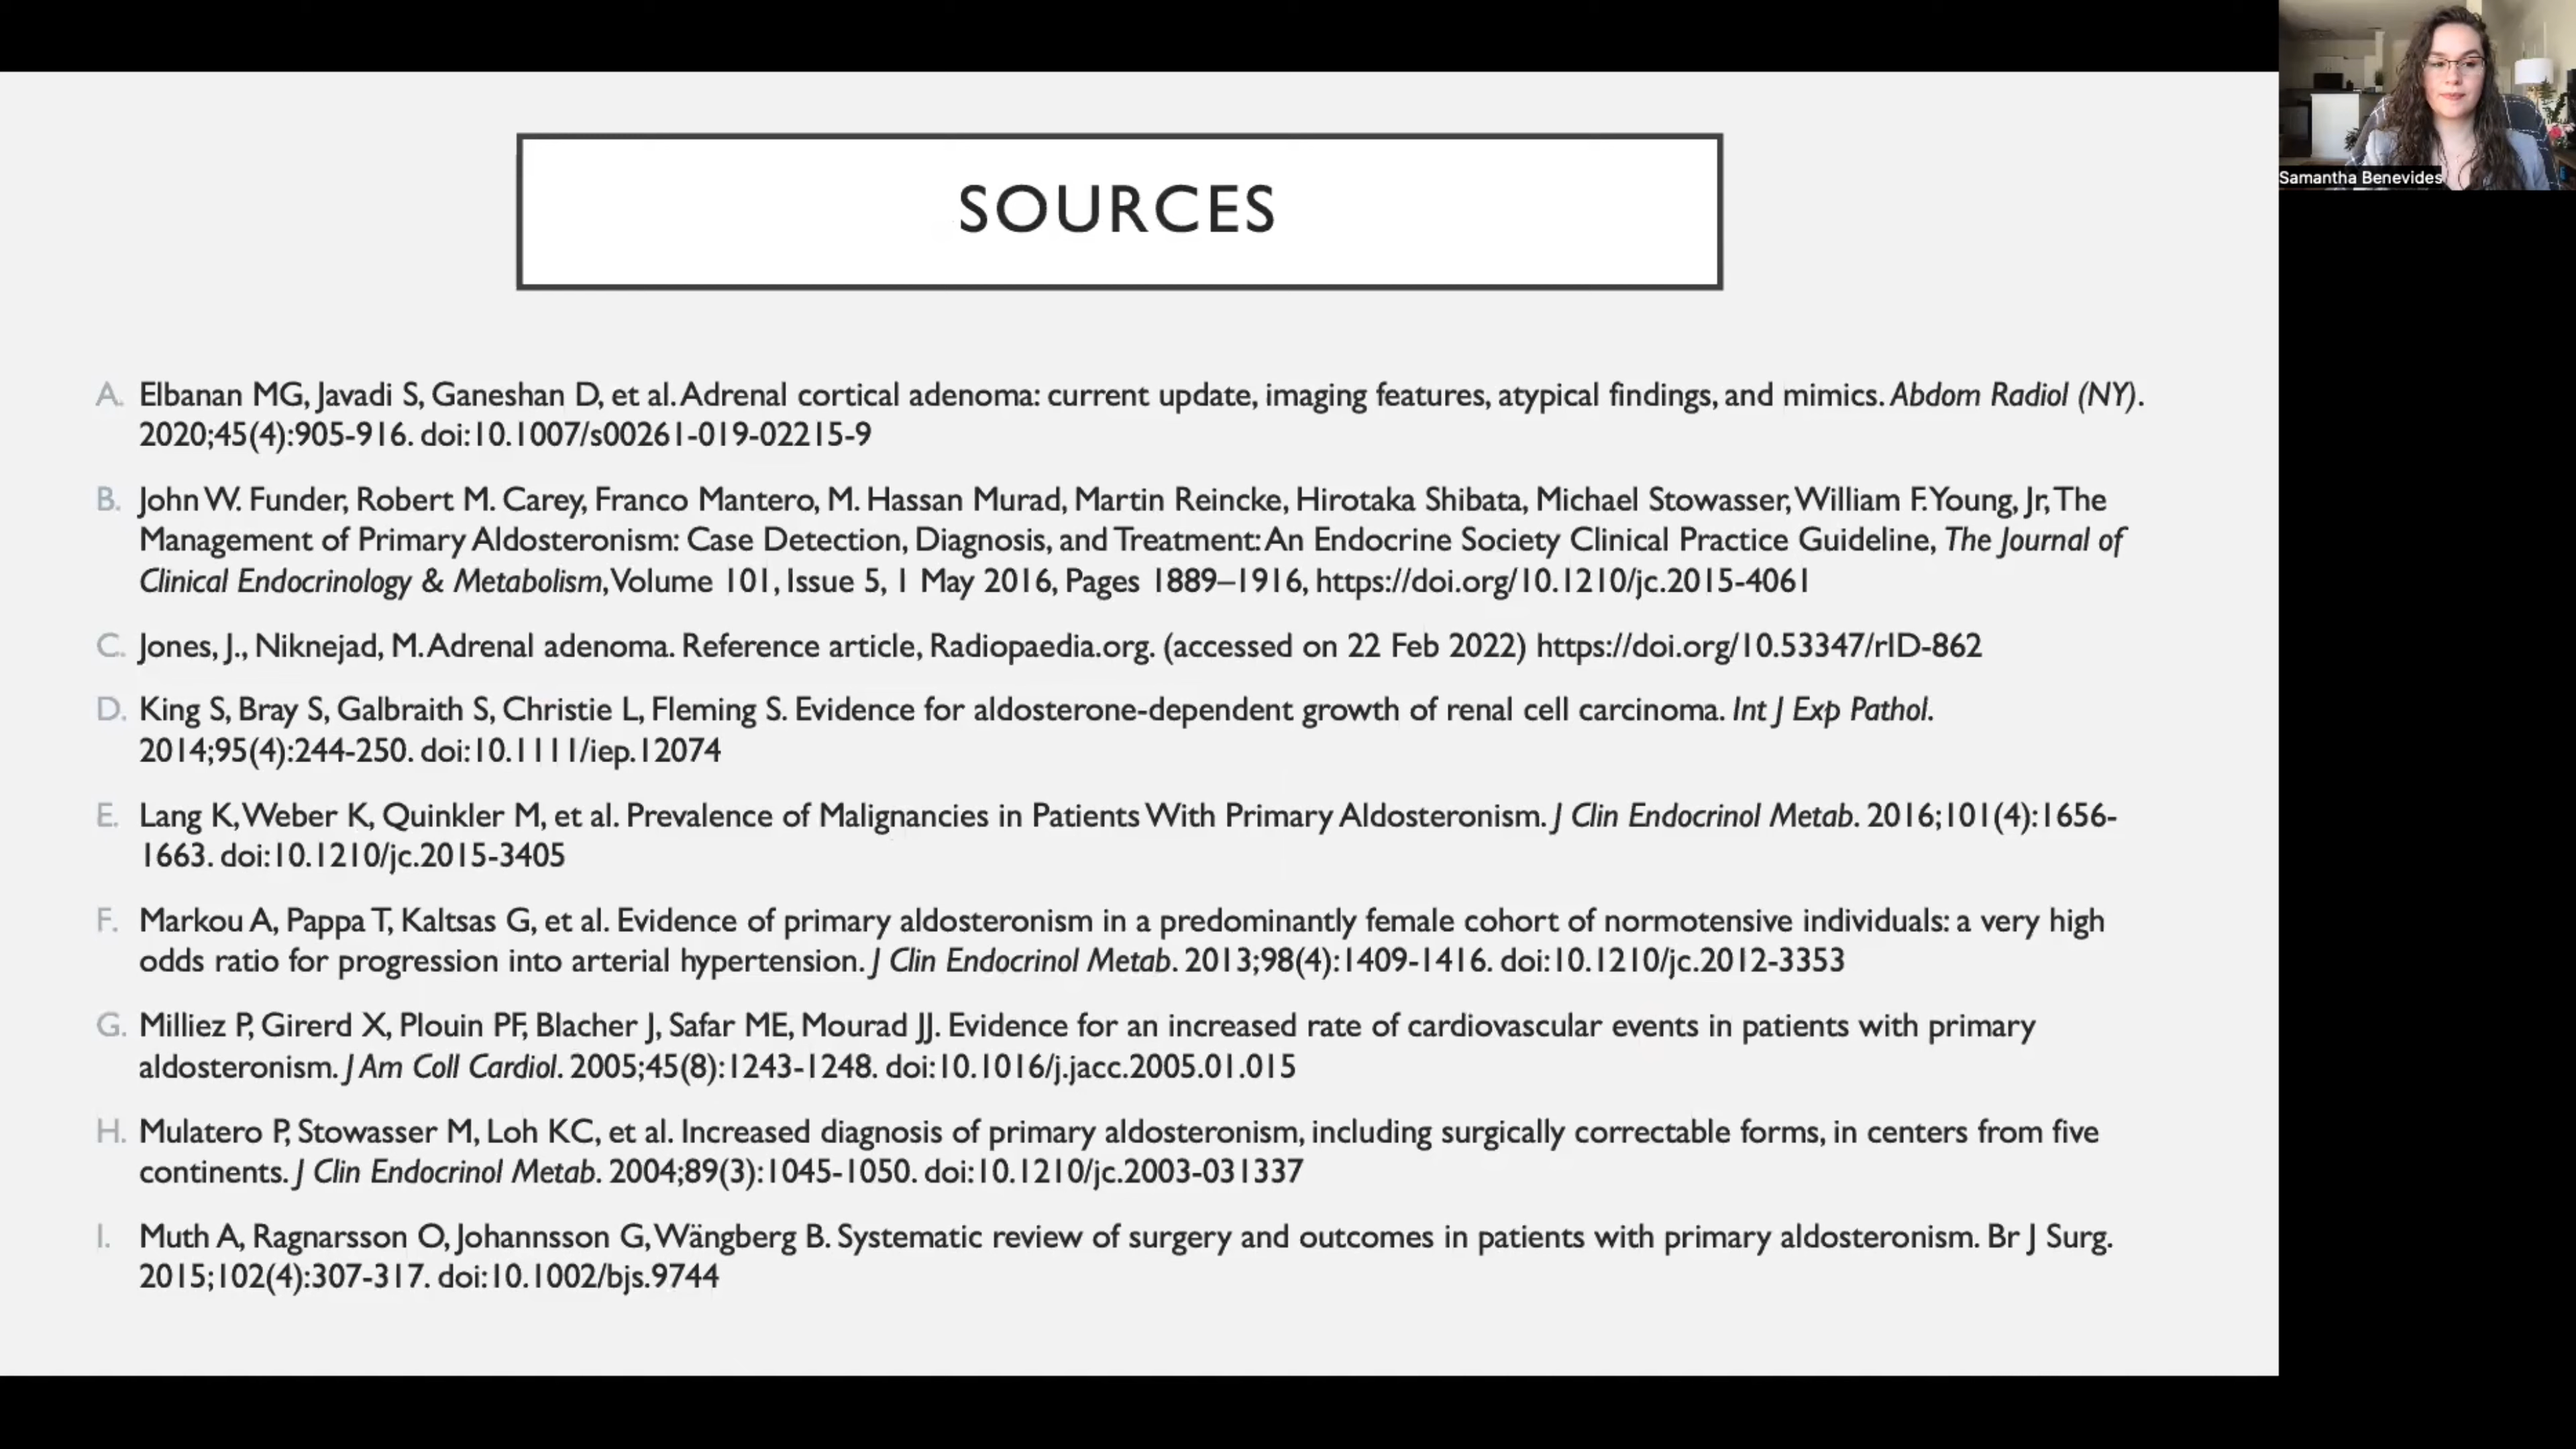 SOURCES
Samantha Benevides
A. Elbanan MG, Javadi S, Ganeshan D, et al. Adrenal cortical adenoma: current update, imaging features, atypical findings, and mimics. Abdom Radiol (NY).
2020;45(4):905-916. doi:10.1007/s00261-019-02215-9
B. John W. Funder, Robert M. Carey, Franco Mantero, M. Hassan Murad, Martin Reincke, Hirotaka Shibata, Michael Stowasser, William F. Young, Jr, The
Management of Primary Aldosteronism: Case Detection, Diagnosis, and Treatment: An Endocrine Society Clinical Practice Guideline, The Journal of
Clinical Endocrinology & Metabolism, Volume 101, Issue 5, 1 May 2016, Pages 1889–1916, https://doi.org/10.1210/jc.2015-4061
C. Jones, J., Niknejad, M. Adrenal adenoma. Reference article, Radiopaedia.org. (accessed on 22 Feb 2022) https://doi.org/10.53347/rID-862
D. King S, Bray S, Galbraith S, Christie L, Fleming S. Evidence for aldosterone-dependent growth of renal cell carcinoma. Int J Exp Pathol.
2014;95(4):244-250. doi:10.1111/iep.12074
E. Lang K, Weber K, Quinkler M, et al. Prevalence of Malignancies in Patients With Primary Aldosteronism. J Clin Endocrinol Metab. 2016;101(4):1656-
1663. doi:10.1210/jc.2015-3405
F. Markou A, Pappa T, Kaltsas G, et al. Evidence of primary aldosteronism in a predominantly female cohort of normotensive individuals: a very high
odds ratio for progression into arterial hypertension. J Clin Endocrinol Metab. 2013;98(4):1409-1416. doi:10.1210/jc.2012-3353
G. Milliez P, Girerd X, Plouin PF, Blacher J, Safar ME, Mourad JJ. Evidence for an increased rate of cardiovascular events in patients with primary
aldosteronism. J Am Coll Cardiol. 2005;45(8):1243-1248. doi:10.1016/j.jacc.2005.01.015
H. Mulatero P, Stowasser M, Loh KC, et al. Increased diagnosis of primary aldosteronism, including surgically correctable forms, in centers from five
continents. J Clin Endocrinol Metab. 2004;89(3):1045-1050. doi:10.1210/jc.2003-031337
I. Muth A, Ragnarsson O, Johannsson G, Wängberg B. Systematic review of surgery and outcomes in patients with primary aldosteronism. Br J Surg.
2015;102(4):307-317. doi:10.1002/bjs.9744